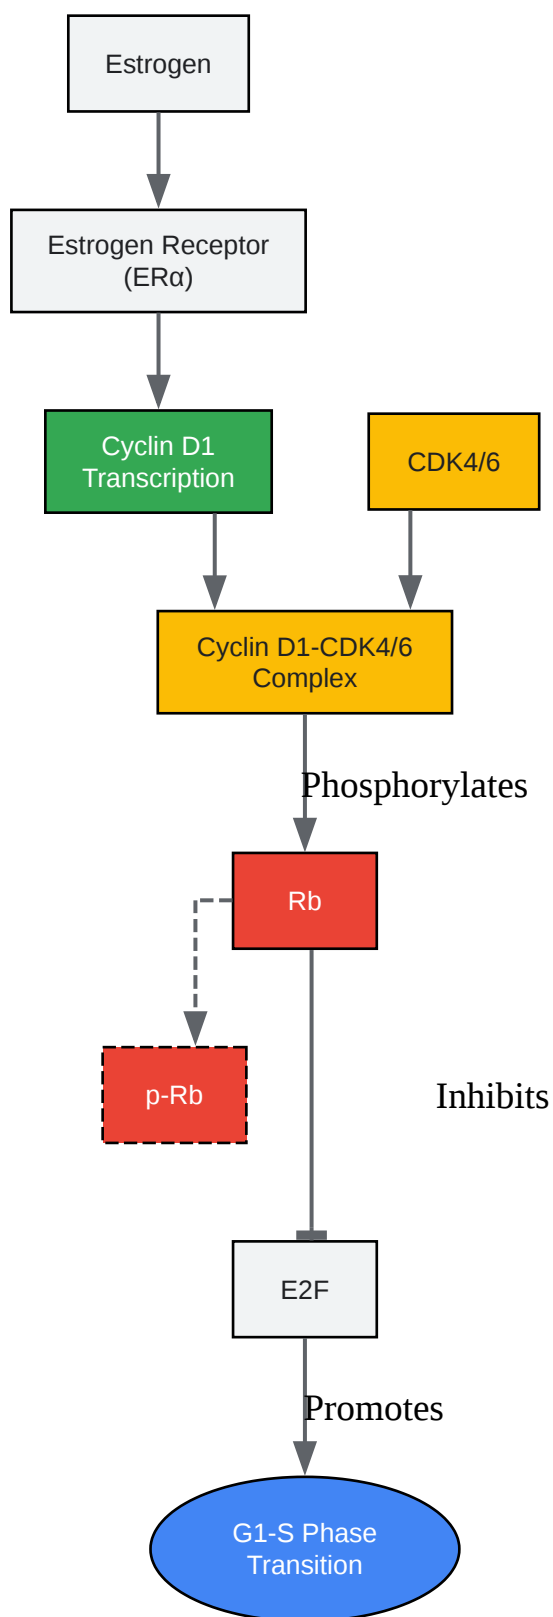 Estrogen
Estrogen Receptor
(ERα)
Cyclin D1
Transcription
CDK4/6
Cyclin D1-CDK4/6
Complex
Phosphorylates
Rb
p-Rb
Inhibits
E2F
Promotes
G1-S Phase
Transition